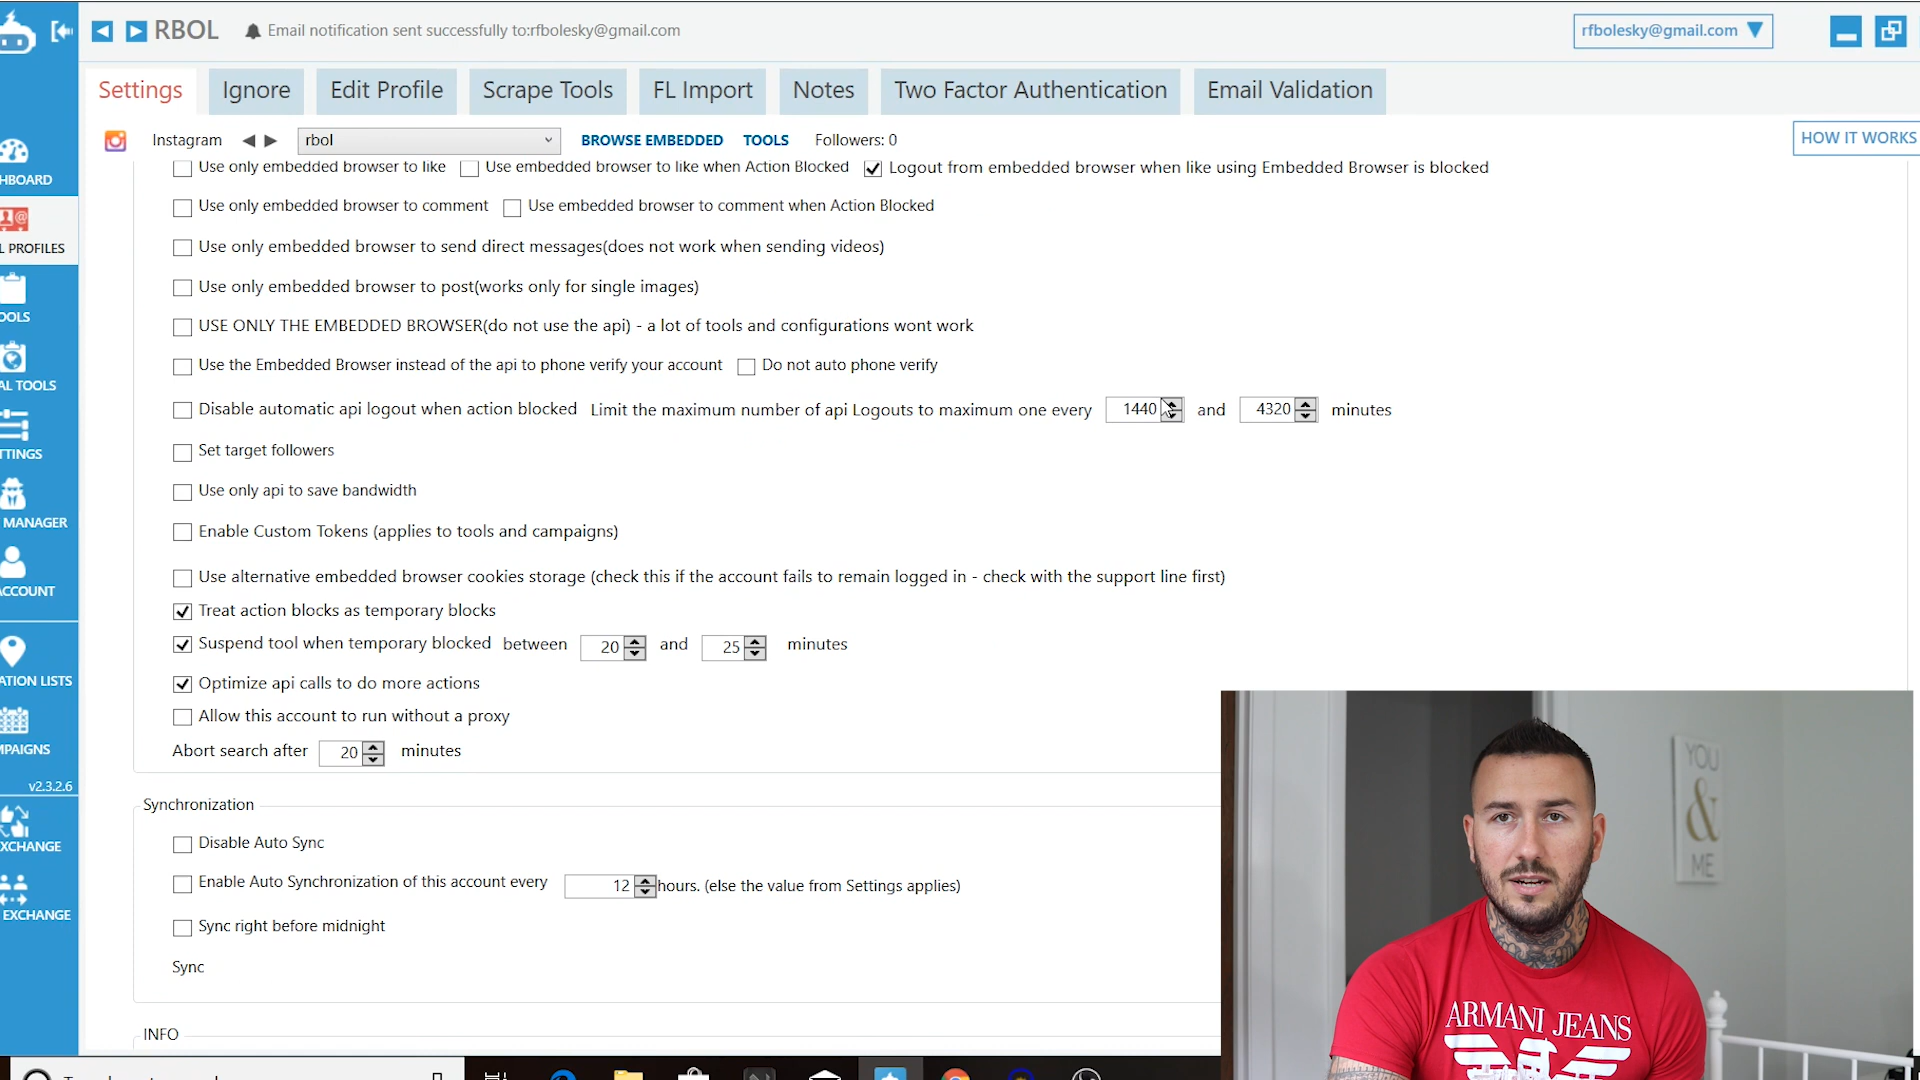 RBOL
Email notification sent successfully to:rfbolesky@gmail.com
rfbolesky@gmail.com
Settings
Ignore
Edit Profile
Scrape Tools
FL Import
Notes
Two Factor Authentication
Email Validation
Instagram
rbol
BROWSE EMBEDDED
TOOLS
Followers: 0
HOW IT WORKS
Use only embedded browser to like
Use embedded browser to like when Action Blocked
Logout from embedded browser when like using Embedded Browser is blocked
Use only embedded browser to comment
Use embedded browser to comment when Action Blocked
Use only embedded browser to send direct messages(does not work when sending videos)
Use only embedded browser to post(works only for single images)
USE ONLY THE EMBEDDED BROWSER(do not use the api) - a lot of tools and configurations wont work
Use the Embedded Browser instead of the api to phone verify your account
Do not auto phone verify
Disable automatic api logout when action blocked Limit the maximum number of api Logouts to maximum one every 1440 and 4320 minutes
Set target followers
Use only api to save bandwidth
Enable Custom Tokens (applies to tools and campaigns)
Use alternative embedded browser cookies storage (check this if the account fails to remain logged in - check with the support line first)
Treat action blocks as temporary blocks
Suspend tool when temporary blocked between 20 and 25 minutes
Optimize api calls to do more actions
Allow this account to run without a proxy
Abort search after 20 minutes
Synchronization
Disable Auto Sync
Enable Auto Synchronization of this account every 12 hours. (else the value from Settings applies)
Sync right before midnight
Sync
INFO
HBOARD
L PROFILES
OOLS
AL TOOLS
TTINGS
MANAGER
ACCOUNT
ATION LISTS
MPAIGNS
v2.3.2.6
XCHANGE
EXCHANGE
YOU
&
ME
ARMANI JEANS